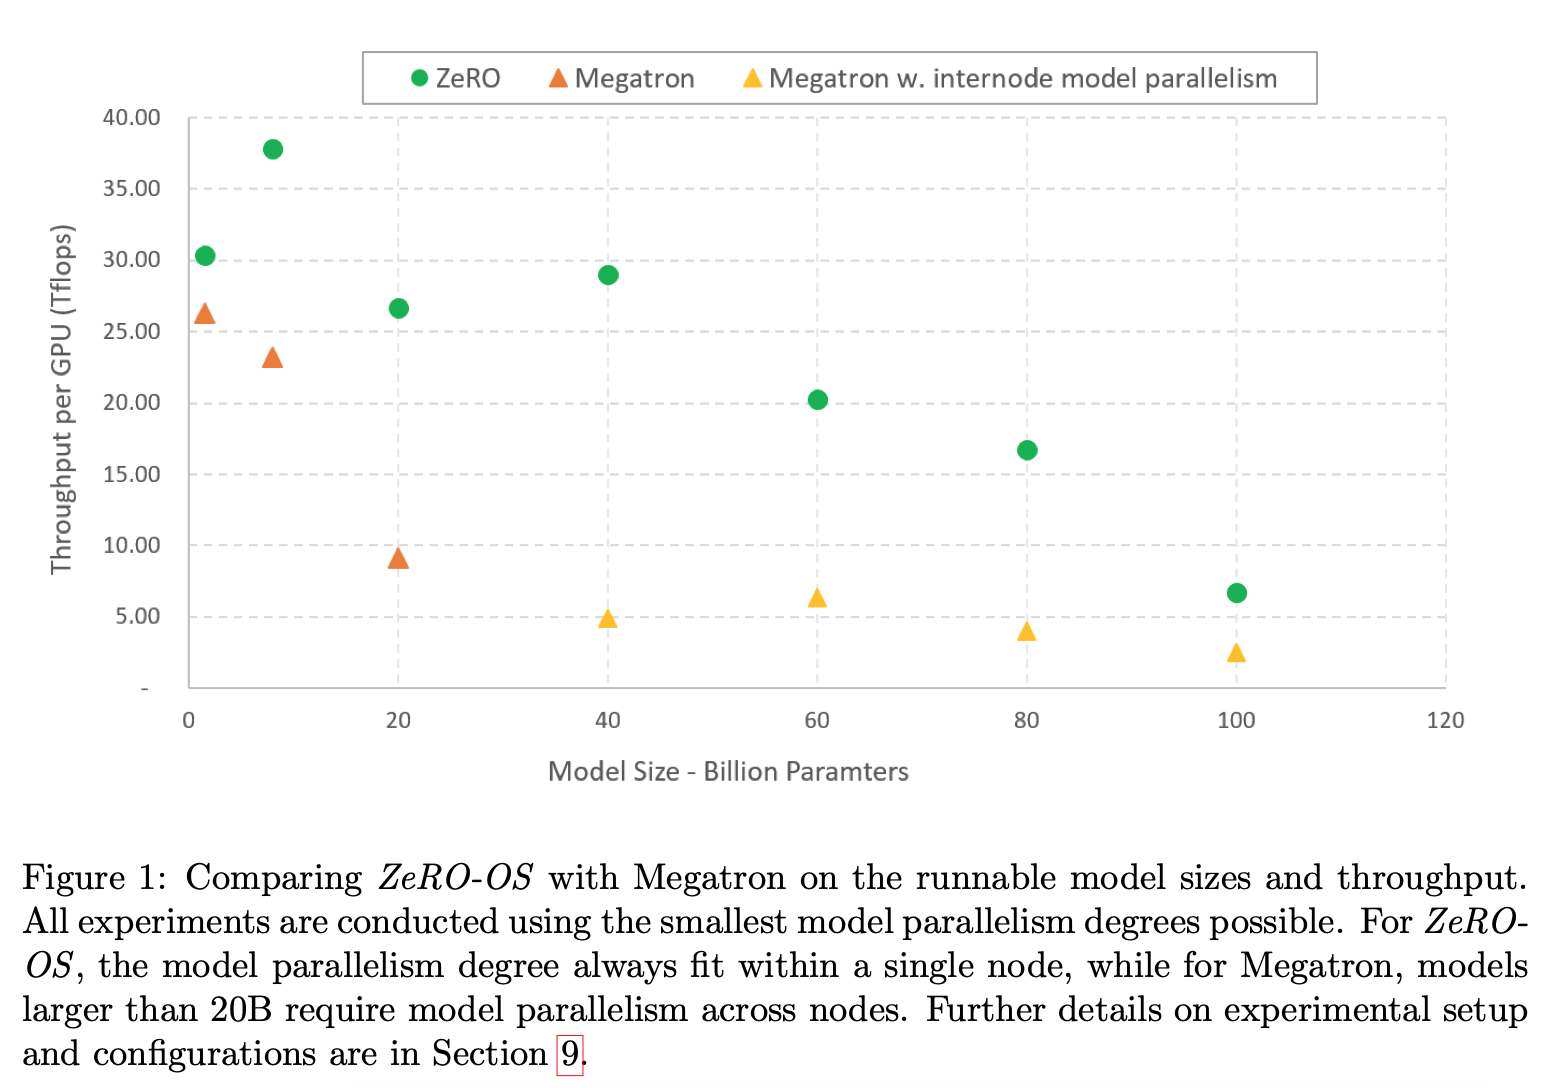 ZeRO Megatron Megatron w. internode model parallelism
40.00
35.00
30.00
25.00
20.00
15.00
10.00
5.00
-
Throughput per GPU (Tflops)
0 20 40 60 80 100 120
Model Size - Billion Paramters
Figure 1: Comparing ZeRO-OS with Megatron on the runnable model sizes and throughput.
All experiments are conducted using the smallest model parallelism degrees possible. For ZeRO-
OS, the model parallelism degree always fit within a single node, while for Megatron, models
larger than 20B require model parallelism across nodes. Further details on experimental setup
and configurations are in Section 9.